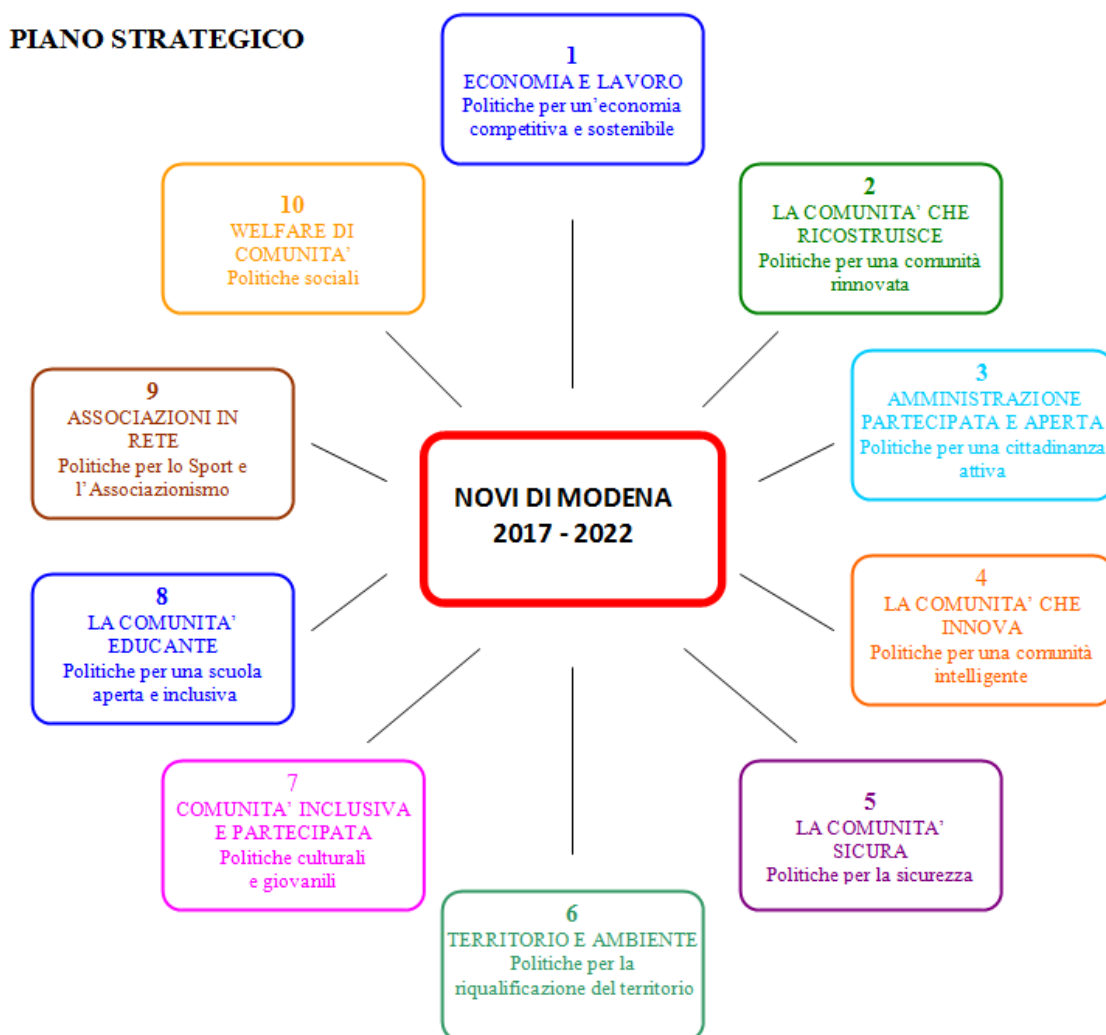 PIANO STRATEGICO
1
ECONOMIA E LAVORO
Politiche per un’economia
competitiva e sostenibile
2
LA COMUNITA’ CHE
RICOSTRUISCE
Politiche per una comunità
rinnovata
3
AMMINISTRAZIONE
PARTECIPATA E APERTA
Politiche per una cittadinanza
attiva
4
LA COMUNITA’ CHE
INNOVA
Politiche per una comunità
intelligente
5
LA COMUNITA’
SICURA
Politiche per la sicurezza
6
TERRITORIO E AMBIENTE
Politiche per la
riqualificazione del territorio
7
COMUNITA’ INCLUSIVA
E PARTECIPATA
Politiche culturali
e giovanili
8
LA COMUNITA’
EDUCANTE
Politiche per una scuola
aperta e inclusiva
9
ASSOCIAZIONI IN
RETE
Politiche per lo Sport e
l’Associazionismo
10
WELFARE DI
COMUNITA’
Politiche sociali
NOVI DI MODENA
2017 - 2022